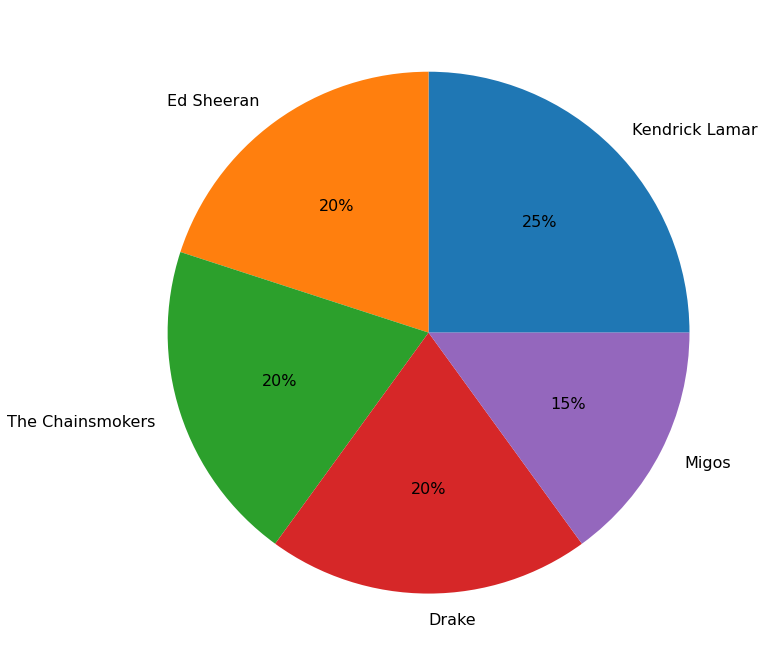 Ed Sheeran
Kendrick Lamar
20%
25%
20%
15%
The Chainsmokers
Migos
20%
Drake